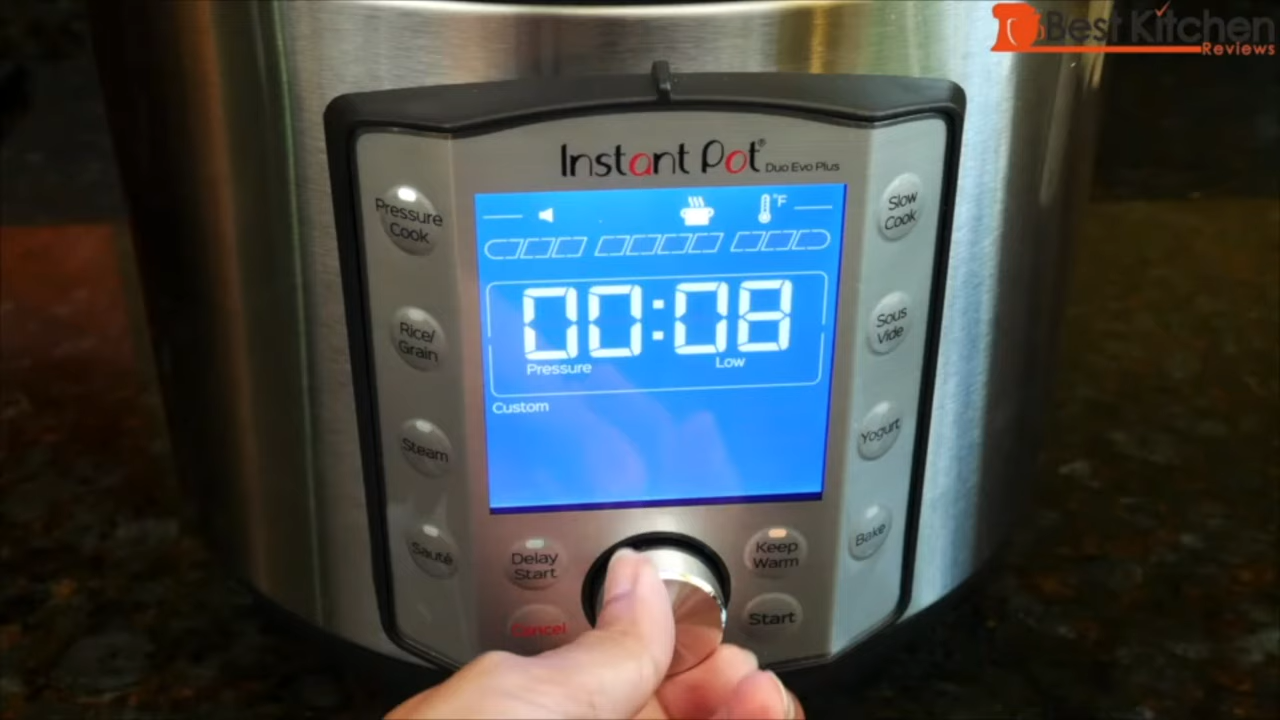 Best Kitchen
Reviews
Instant Pot® Duo Evo Plus
°F
00:08
Pressure Low
Custom
Pressure
Cook
Rice/
Grain
Steam
Sauté
Delay
Start
Cancel
Keep
Warm
Start
Slow
Cook
Sous
Vide
Yogurt
Bake